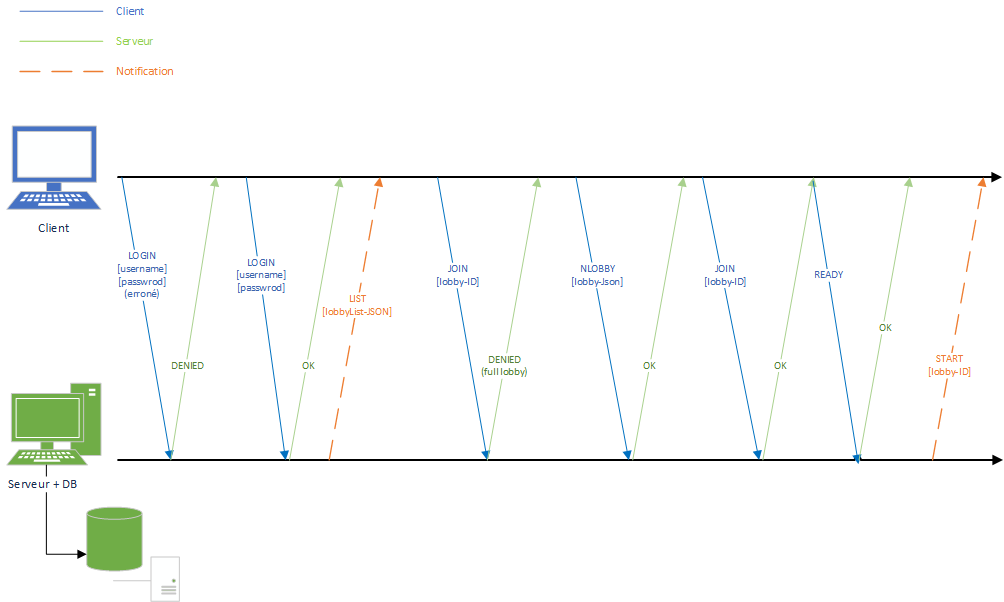 Client
Serveur
Notification
Client
LOGIN
[username]
[passwrod]
(erroné)
DENIED
LOGIN
[username]
[passwrod]
OK
LIST
[lobbyList-JSON]
JOIN
[lobby-ID]
DENIED
(full lobby)
NLOBBY
[lobby-Json]
OK
JOIN
[lobby-ID]
OK
READY
OK
START
[lobby-ID]
Serveur + DB